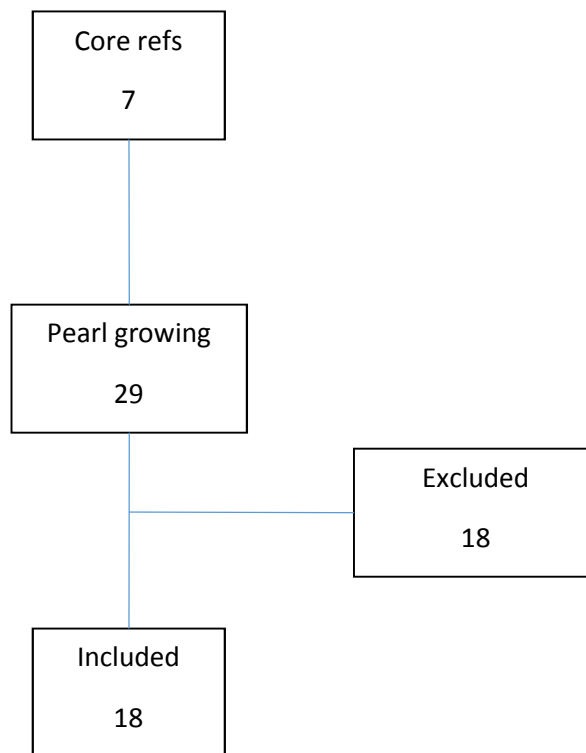 Core refs
7
Pearl growing
29
Excluded
18
Included
18